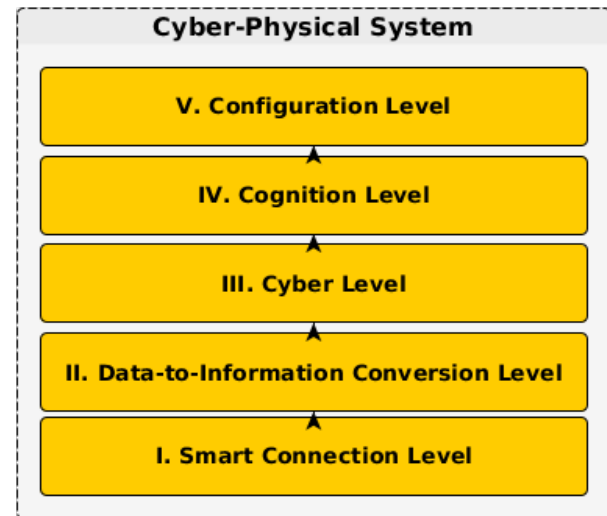 Cyber-Physical System
V. Configuration Level
IV. Cognition Level
III. Cyber Level
II. Data-to-Information Conversion Level
I. Smart Connection Level